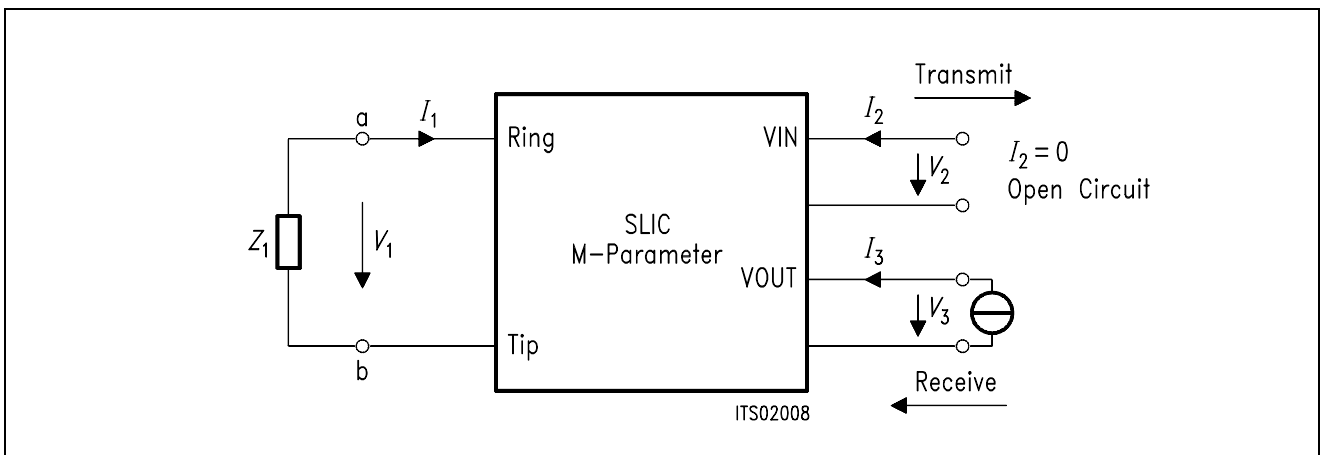 Transmit
a
I1
I2
Ring
VIN
I2 = 0
V2
Open Circuit
SLIC
Z1
V1
M-Parameter
I3
VOUT
V3
Tip
b
Receive
ITS02008